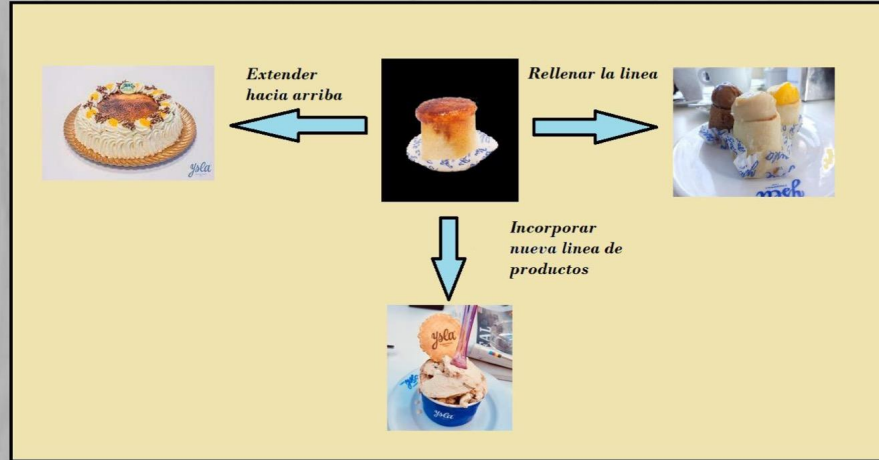 Extender
hacia arriba
Rellenar la linea
ysla
Incorporar
nueva linea de
productos
ysla
ysla